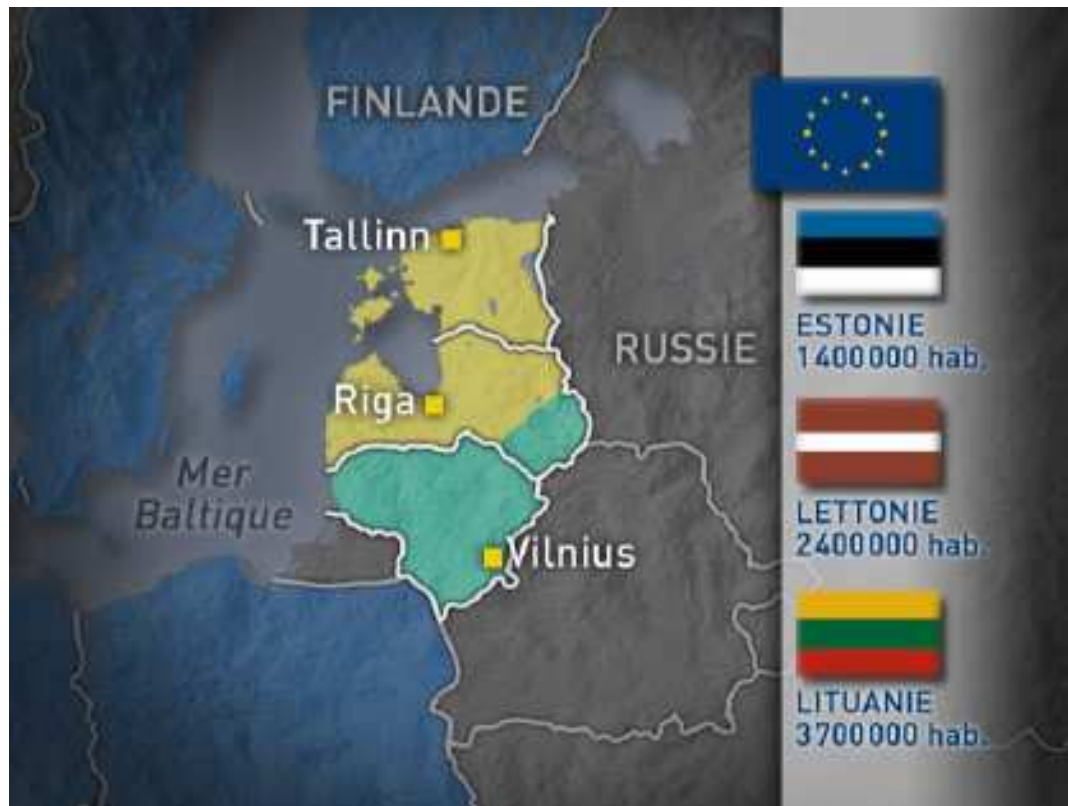 FINLANDE
Tallinn
RUSSIE
Riga
Mer
Baltique
Vilnius
ESTONIE
1400000 hab.
LETTONIE
2400000 hab.
LITUANIE
3700000 hab.